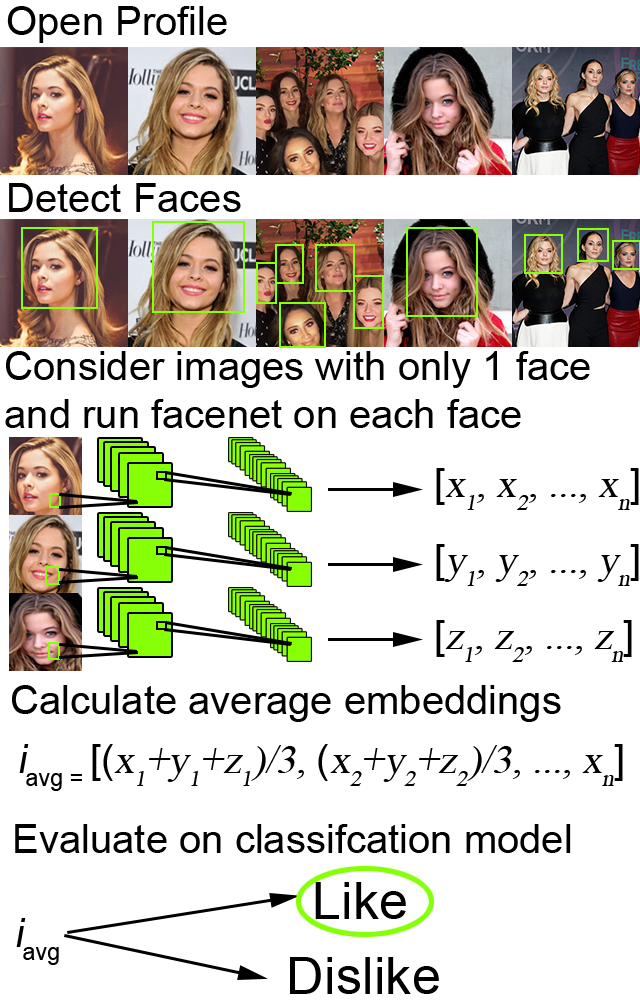 Open Profile
Detect Faces
Consider images with only 1 face
and run facenet on each face
[x1, x2, ..., xn]
[y1, y2, ..., yn]
[z1, z2, ..., zn]
Calculate average embeddings
iavg = [(x1+y1+z1)/3, (x2+y2+z2)/3, ..., xn]
Evaluate on classifcation model
Like
iavg
Dislike